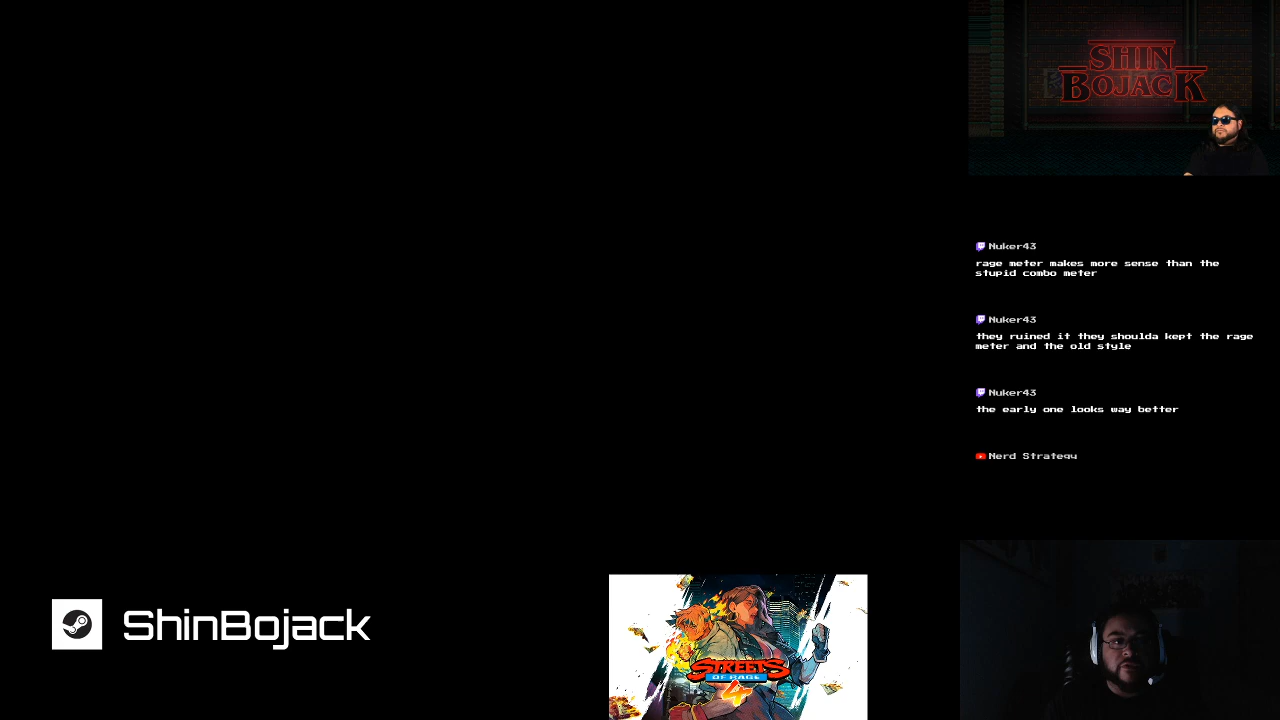 SHIN
BOJACK
Nuker43
rage meter makes more sense than the
stupid combo meter
Nuker43
they ruined it they shoulda kept the rage
meter and the old style
Nuker43
the early one looks way better
Nerd Strategy
ShinBojack
STREETS
OF RAGE
4